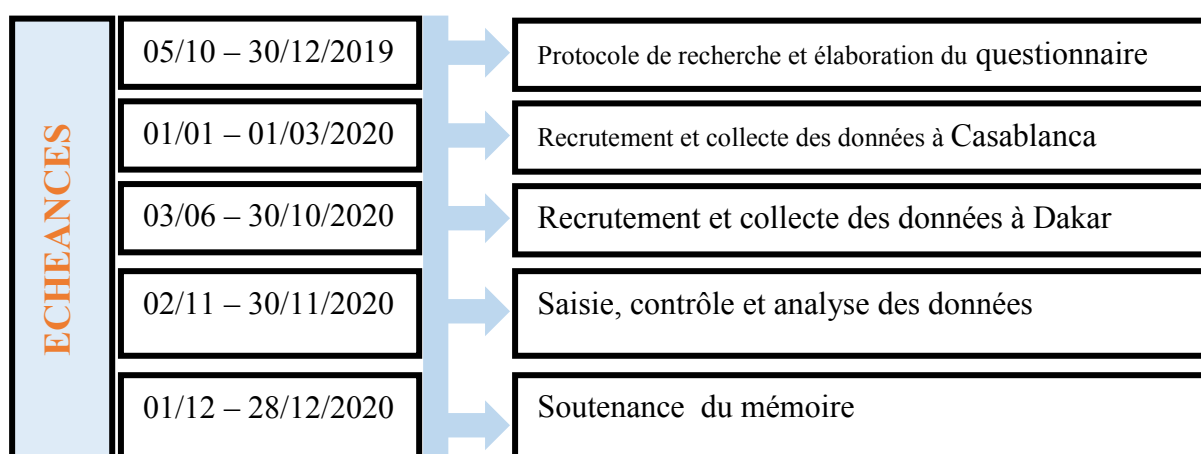 ECHEANCES
05/10 – 30/12/2019
Protocole de recherche et élaboration du questionnaire
01/01 – 01/03/2020
Recrutement et collecte des données à Casablanca
03/06 – 30/10/2020
Recrutement et collecte des données à Dakar
02/11 – 30/11/2020
Saisie, contrôle et analyse des données
01/12 – 28/12/2020
Soutenance du mémoire